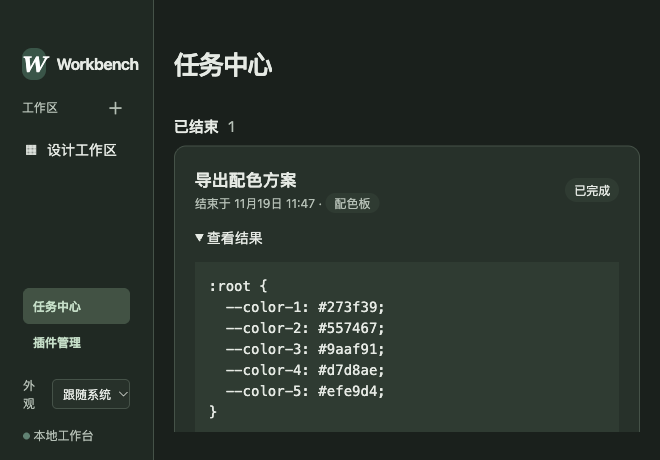 W Workbench
工作区 +
设计工作区
任务中心
插件管理
外观 跟随系统
本地工作台
任务中心
已结束 1
导出配色方案
结束于 11月19日 11:47 · 配色板
已完成
▼查看结果
:root {
  --color-1: #273f39;
  --color-2: #557467;
  --color-3: #9aaf91;
  --color-4: #d7d8ae;
  --color-5: #efe9d4;
}